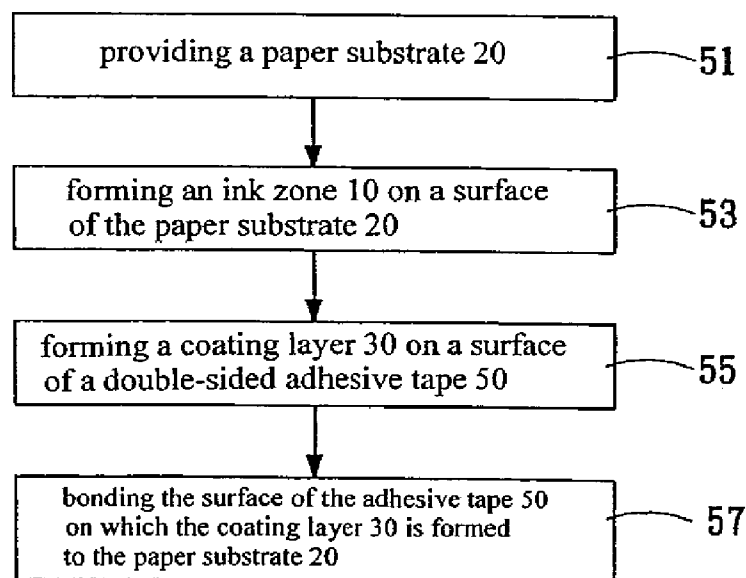 providing a paper substrate 20
51
forming an ink zone 10 on a surface
of the paper substrate 20
53
forming a coating layer 30 on a surface
of a double-sided adhesive tape 50
55
bonding the surface of the adhesive tape 50
on which the coating layer 30 is formed
to the paper substrate 20
57